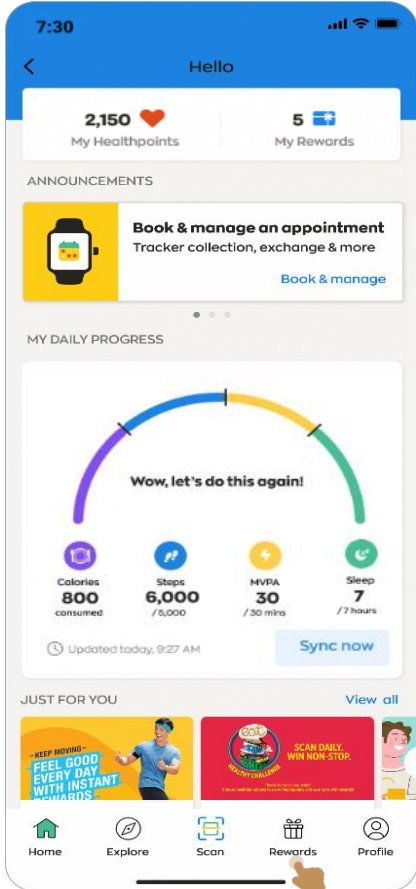 7:30
Hello
2,150
My Healthpoints
5
My Rewards
ANNOUNCEMENTS
Book & manage an appointment
Tracker collection, exchange & more
Book & manage
MY DAILY PROGRESS
Wow, let's do this again!
Calories
800
consumed
Steps
6,000
/5,000
MVPA
30
/30 mins
Sleep
7
/7 hours
Updated today, 9:27 AM
Sync now
JUST FOR YOU
View all
-KEEP MOVING-
FEEL GOOD
EVERY DAY
WITH INSTANT
REWARDS
eat
HEALTHY CHALLENGE
SCAN DAILY.
WIN NON-STOP.
Home
Explore
Scan
Rewards
Profile